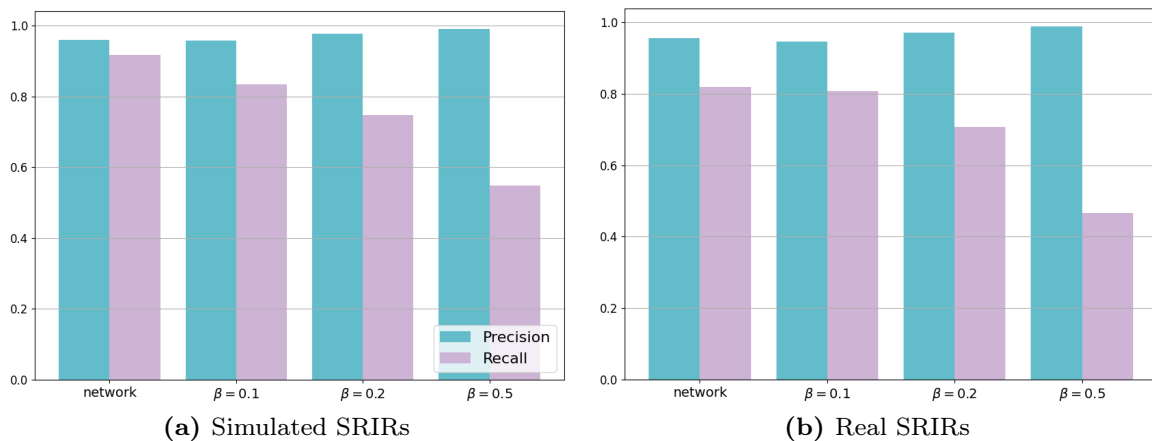 1.0
0.8
0.6
0.4
0.2
0.0
network
β = 0.1
β = 0.2
β = 0.5
Precision
Recall
(a) Simulated SRIRs
1.0
0.8
0.6
0.4
0.2
0.0
network
β = 0.1
β = 0.2
β = 0.5
(b) Real SRIRs